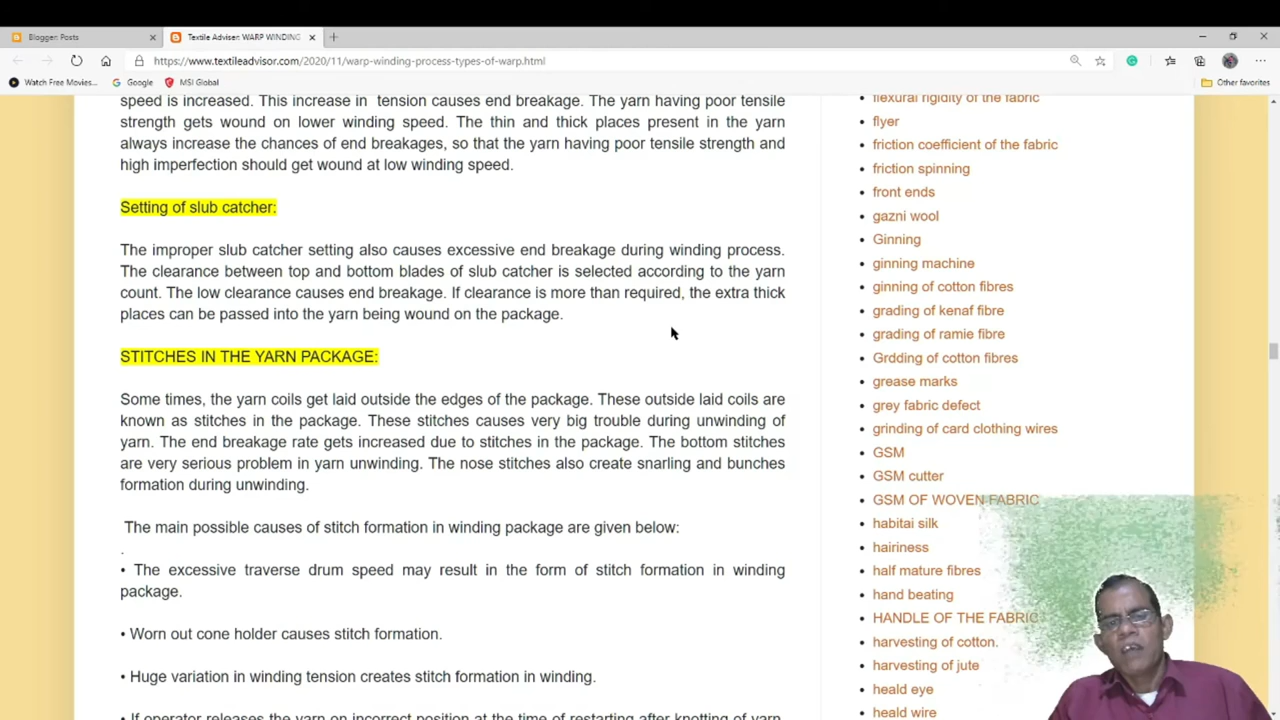 Blogger: Posts
Textile Adviser: WARP WINDING
https://www.textileadvisor.com/2020/11/warp-winding-process-types-of-warp.html
Watch Free Movies...
Google
MSI Global
Other favorites
speed is increased. This increase in tension causes end breakage. The yarn having poor tensile
strength gets wound on lower winding speed. The thin and thick places present in the yarn
always increase the chances of end breakages, so that the yarn having poor tensile strength and
high imperfection should get wound at low winding speed.
Setting of slub catcher:
The improper slub catcher setting also causes excessive end breakage during winding process.
The clearance between top and bottom blades of slub catcher is selected according to the yarn
count. The low clearance causes end breakage. If clearance is more than required, the extra thick
places can be passed into the yarn being wound on the package.
STITCHES IN THE YARN PACKAGE:
Some times, the yarn coils get laid outside the edges of the package. These outside laid coils are
known as stitches in the package. These stitches causes very big trouble during unwinding of
yarn. The end breakage rate gets increased due to stitches in the package. The bottom stitches
are very serious problem in yarn unwinding. The nose stitches also create snarling and bunches
formation during unwinding.
The main possible causes of stitch formation in winding package are given below:
.
• The excessive traverse drum speed may result in the form of stitch formation in winding
package.
• Worn out cone holder causes stitch formation.
• Huge variation in winding tension creates stitch formation in winding.
• If operator releases the yarn on incorrect position at the time of restarting after knotting of yarn,
flexural rigidity of the fabric
flyer
friction coefficient of the fabric
friction spinning
front ends
gazni wool
Ginning
ginning machine
ginning of cotton fibres
grading of kenaf fibre
grading of ramie fibre
Grdding of cotton fibres
grease marks
grey fabric defect
grinding of card clothing wires
GSM
GSM cutter
GSM OF WOVEN FABRIC
habitai silk
hairiness
half mature fibres
hand beating
HANDLE OF THE FABRIC
harvesting of cotton.
harvesting of jute
heald eye
heald wire